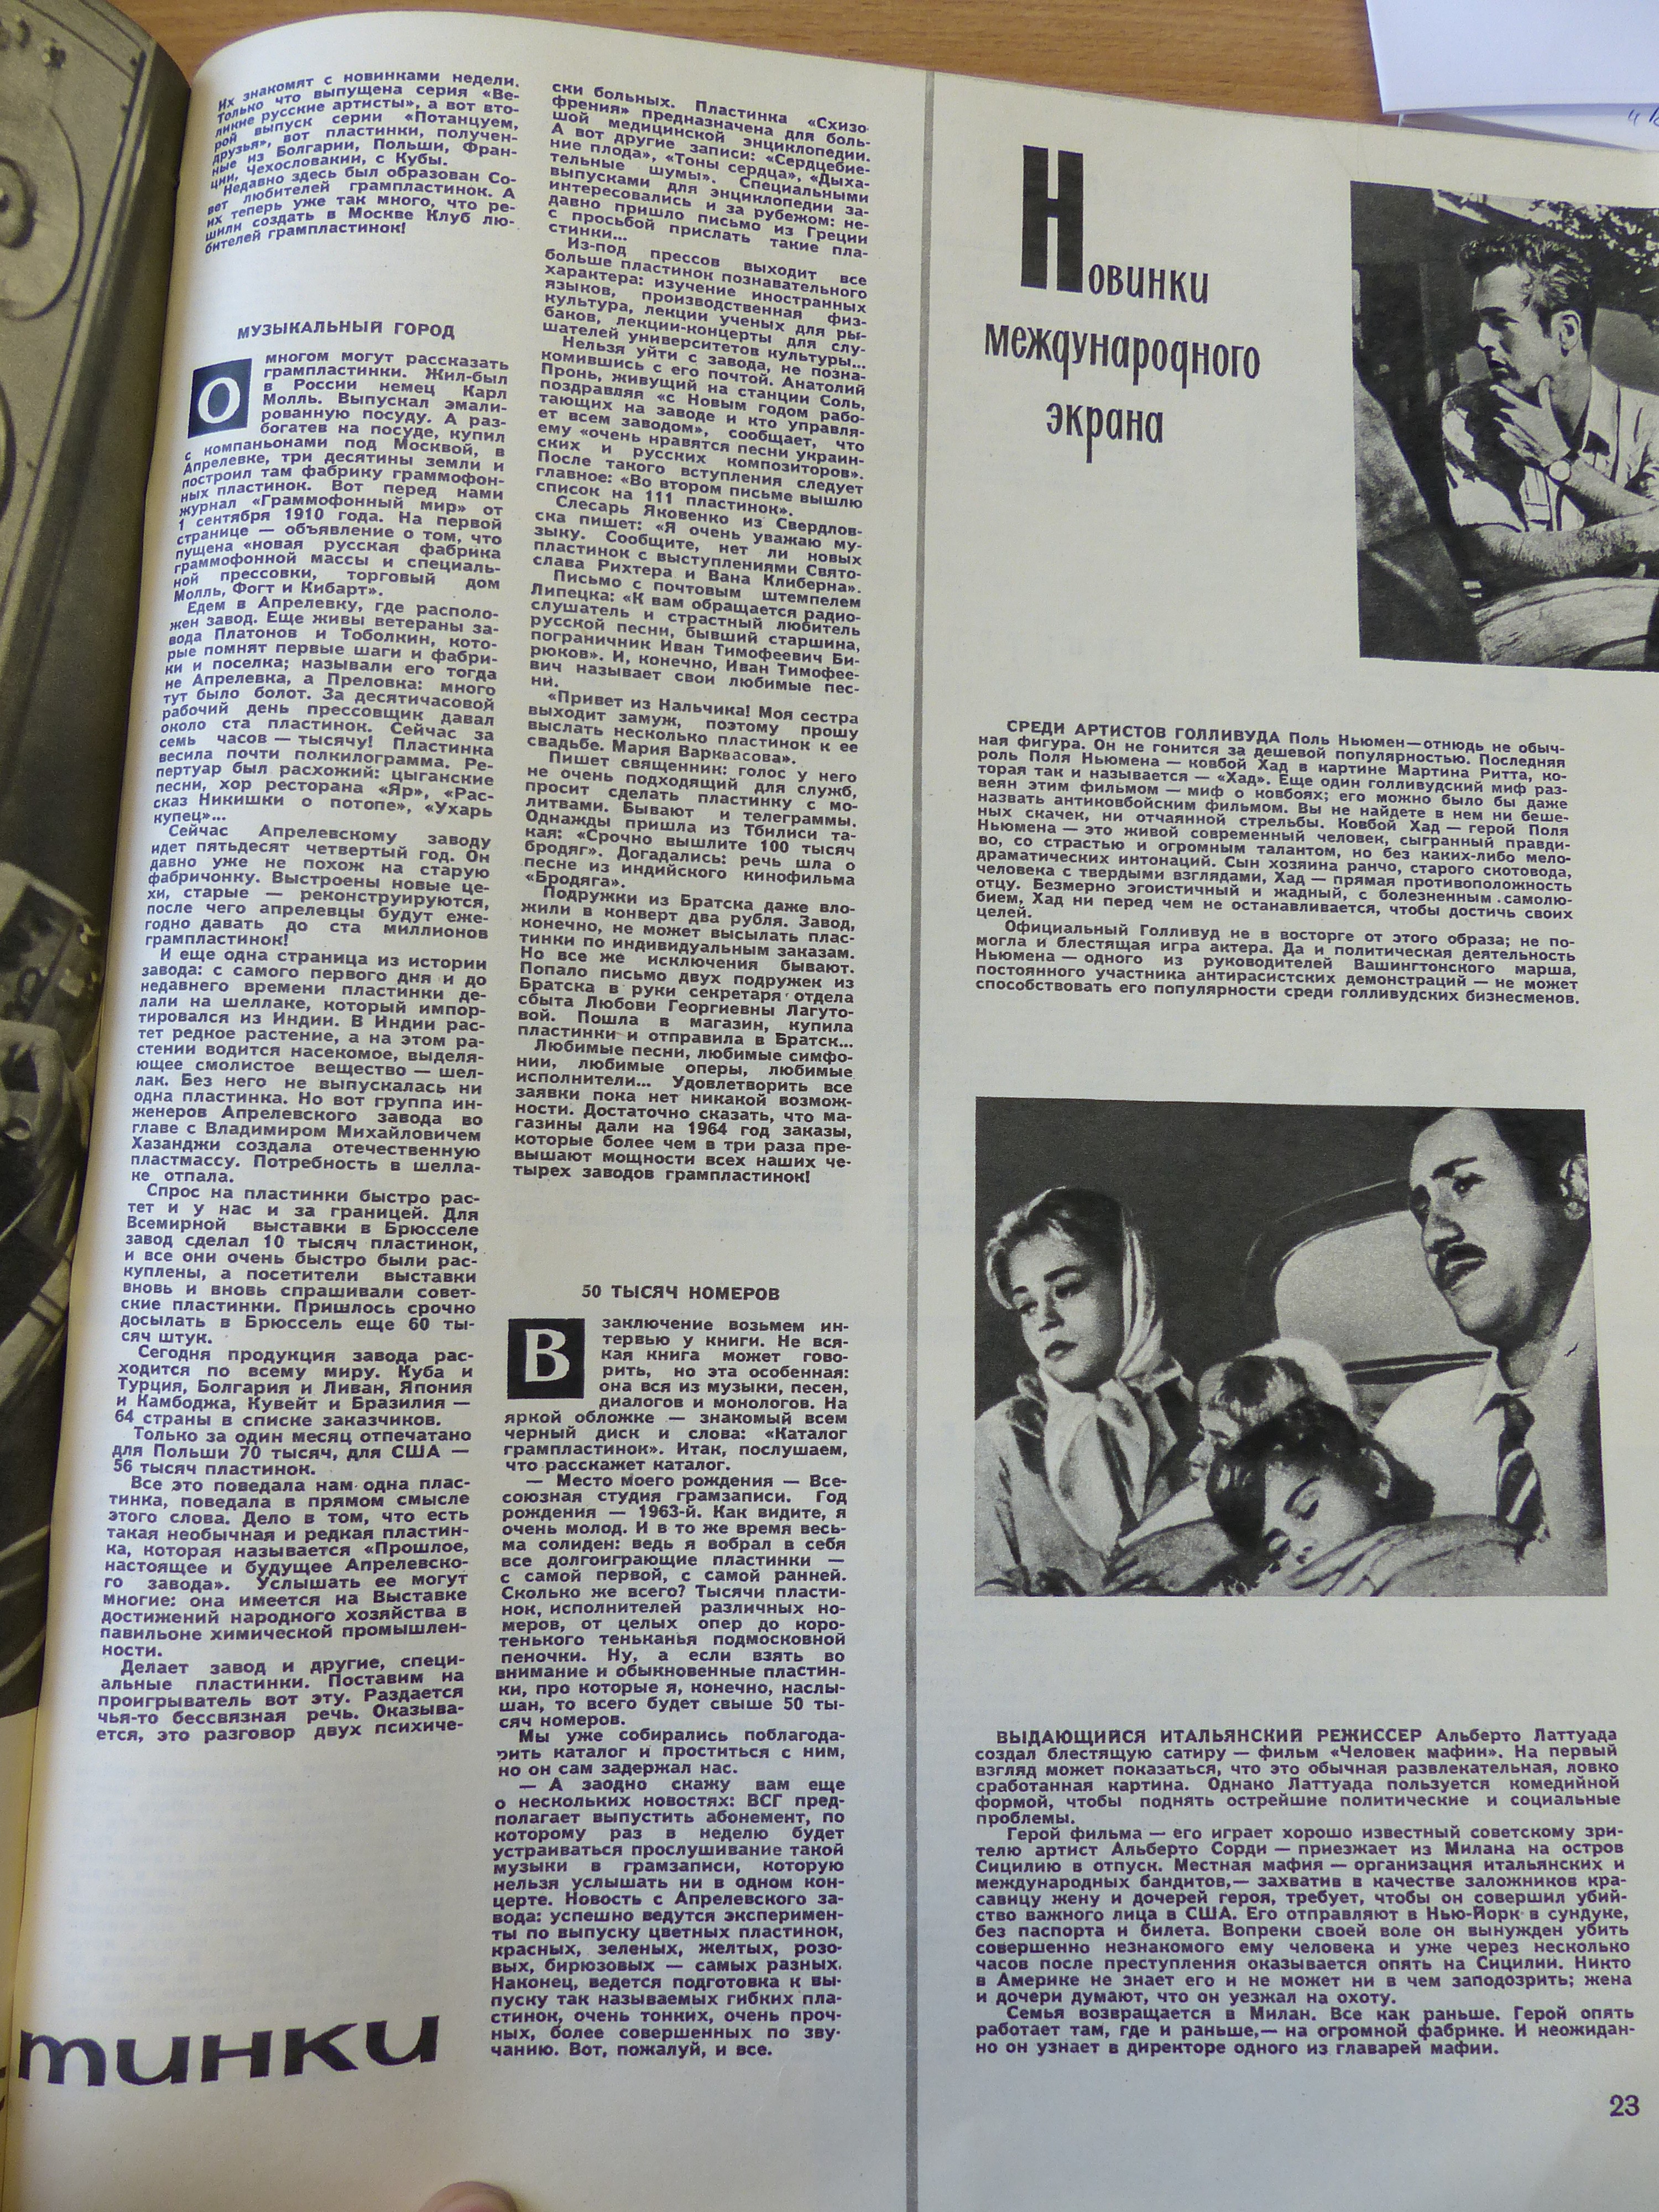 Их знакомят с новинками недели.
Только что выпущена серия «Ве-
ликие русские артисты», а вот вто-
рой выпуск серии «Потанцуем,
друзья», вот пластинки, получен-
ные из Болгарии, Польши, Фран-
ции, Чехословакии, с Кубы.
Недавно здесь был образован Со-
вет любителей грампластинок. А
их теперь уже так много, что ре-
шили создать в Москве Клуб лю-
бителей грампластинок!
МУЗЫКАЛЬНЫЙ ГОРОД
О многом могут рассказать
грампластинки. Жил-был
в России немец Карл
Молль. Выпускал эмали-
рованную посуду. А раз-
богатев на посуде, купил
с компаньонами под Москвой, в
Апрелевке, три десятины земли и
построил там фабрику граммофон-
ных пластинок. Вот перед нами
журнал «Граммофонный мир» от
1 сентября 1910 года. На первой
странице — объявление о том, что
пущена «новая русская фабрика
граммофонной массы и специаль-
ной прессовки, торговый дом
Молль, Фогт и Кибарт».
Едем в Апрелевку, где располо-
жен завод. Еще живы ветераны за-
вода Платонов и Тоболкин, кото-
рые помнят первые шаги и фабри-
ки и поселка; называли его тогда
не Апрелевка, а Преловка: много
тут было болот. За десятичасовой
рабочий день прессовщик давал
около ста пластинок. Сейчас за
семь часов — тысячу! Пластинка
весила почти полкилограмма. Ре-
пертуар был расхожий: цыганские
песни, хор ресторана «Яр», «Рас-
сказ Никишки о потопе», «Ухарь
купец»...
Сейчас Апрелевскому заводу
идет пятьдесят четвертый год. Он
давно уже не похож на старую
фабричонку. Выстроены новые це-
хи, старые — реконструируются,
после чего апрелевцы будут еже-
годно давать до ста миллионов
грампластинок!
И еще одна страница из истории
завода: с самого первого дня и до
недавнего времени пластинки де-
лали на шеллаке, который импор-
тировался из Индии. В Индии рас-
тет редкое растение, а на этом ра-
стении водится насекомое, выделя-
ющее смолистое вещество — шел-
лак. Без него не выпускалась ни
одна пластинка. Но вот группа ин-
женеров Апрелевского завода во
главе с Владимиром Михайловичем
Хазанджи создала отечественную
пластмассу. Потребность в шелла-
ке отпала.
Спрос на пластинки быстро рас-
тет и у нас и за границей. Для
Всемирной выставки в Брюсселе
завод сделал 10 тысяч пластинок,
и все они очень быстро были рас-
куплены, а посетители выставки
вновь и вновь спрашивали совет-
ские пластинки. Пришлось срочно
досылать в Брюссель еще 60 ты-
сяч штук.
Сегодня продукция завода рас-
ходится по всему миру. Куба и
Турция, Болгария и Ливан, Япония
и Камбоджа, Кувейт и Бразилия —
64 страны в списке заказчиков.
Только за один месяц отпечатано
для Польши 70 тысяч, для США —
56 тысяч пластинок.
Все это поведала нам одна плас-
тинка, поведала в прямом смысле
этого слова. Дело в том, что есть
такая необычная и редкая пластин-
ка, которая называется «Прошлое,
настоящее и будущее Апрелевско-
го завода». Услышать ее могут
многие: она имеется на Выставке
достижений народного хозяйства в
павильоне химической промышлен-
ности.
Делает завод и другие, специ-
альные пластинки. Поставим на
проигрыватель вот эту. Раздается
чья-то бессвязная речь. Оказыва-
ется, это разговор двух психиче-
тинки
ски больных. Пластинка «Схизо-
френия» предназначена для боль-
шой медицинской энциклопедии.
А вот другие записи: «Сердцебие-
ние плода», «Тоны сердца», «Дыха-
тельные шумы». Специальными
выпусками для энциклопедии за-
интересовались и за рубежом: не-
давно пришло письмо из Греции
с просьбой прислать такие пла-
стинки...
Из-под прессов выходит все
больше пластинок познавательного
характера: изучение иностранных
языков, производственная физ-
культура, лекции ученых для ры-
баков, лекции-концерты для слу-
шателей университетов культуры...
Нельзя уйти с завода, не позна-
комившись с его почтой. Анатолий
Пронь, живущий на станции Соль,
поздравляя «с Новым годом рабо-
тающих на заводе и кто управля-
ет всем заводом», сообщает, что
ему «очень нравятся песни украин-
ских и русских композиторов».
После такого вступления следует
главное: «Во втором письме вышлю
список на 111 пластинок».
Слесарь Яковенко из Свердлов-
ска пишет: «Я очень уважаю му-
зыку. Сообщите, нет ли новых
пластинок с выступлениями Свято-
слава Рихтера и Вана Клиберна».
Письмо с почтовым штемпелем
Липецка: «К вам обращается радио-
слушатель и страстный любитель
русской песни, бывший старшина,
пограничник Иван Тимофеевич Би-
рюков». И, конечно, Иван Тимофее-
вич называет свои любимые пес-
ни.
«Привет из Нальчика! Моя сестра
выходит замуж, поэтому прошу
выслать несколько пластинок к ее
свадьбе. Мария Варквасова».
Пишет священник: голос у него
не очень подходящий для служб,
просит сделать пластинку с мо-
литвами. Бывают и телеграммы.
Однажды пришла из Тбилиси та-
кая: «Срочно вышлите 100 тысяч
бродяг». Догадались: речь шла о
песне из индийского кинофильма
«Бродяга».
Подружки из Братска даже вло-
жили в конверт два рубля. Завод,
конечно, не может высылать плас-
тинки по индивидуальным заказам.
Но все же исключения бывают.
Попало письмо двух подружек из
Братска в руки секретаря отдела
сбыта Любови Георгиевны Лагуто-
вой. Пошла в магазин, купила
пластинки и отправила в Братск...
Любимые песни, любимые симфо-
нии, любимые оперы, любимые
исполнители... Удовлетворить все
заявки пока нет никакой возмож-
ности. Достаточно сказать, что ма-
газины дали на 1964 год заказы,
которые более чем в три раза пре-
вышают мощности всех наших че-
тырех заводов грампластинок!
50 ТЫСЯЧ НОМЕРОВ
В заключение возьмем ин-
тервью у книги. Не вся-
кая книга может гово-
рить, но эта особенная:
она вся из музыки, песен,
диалогов и монологов. На
яркой обложке — знакомый всем
черный диск и слова: «Каталог
грампластинок». Итак, послушаем,
что расскажет каталог.
— Место моего рождения — Все-
союзная студия грамзаписи. Год
рождения — 1963-й. Как видите, я
очень молод. И в то же время весь-
ма солиден: ведь я вобрал в себя
все долгоиграющие пластинки —
с самой первой, с самой ранней.
Сколько же всего? Тысячи пласти-
нок, исполнителей различных но-
меров, от целых опер до коро-
тенького теньканья подмосковной
пеночки. Ну, а если взять во
внимание и обыкновенные пластин-
ки, про которые я, конечно, наслы-
шан, то всего будет свыше 50 ты-
сяч номеров.
Мы уже собирались поблагода-
рить каталог и проститься с ним,
но он сам задержал нас.
— А заодно скажу вам еще
о нескольких новостях: ВСГ пред-
полагает выпустить абонемент, по
которому раз в неделю будет
устраиваться прослушивание такой
музыки в грамзаписи, которую
нельзя услышать ни в одном кон-
церте. Новость с Апрелевского за-
вода: успешно ведутся эксперимен-
ты по выпуску цветных пластинок,
красных, зеленых, желтых, розо-
вых, бирюзовых — самых разных.
Наконец, ведется подготовка к вы-
пуску так называемых гибких пла-
стинок, очень тонких, очень проч-
ных, более совершенных по зву-
чанию. Вот, пожалуй, и все.
Новинки
международного
экрана
СРЕДИ АРТИСТОВ ГОЛЛИВУДА Поль Ньюмен—отнюдь не обыч-
ная фигура. Он не гонится за дешевой популярностью. Последняя
роль Поля Ньюмена — ковбой Хад в картине Мартина Ритта, ко-
торая так и называется — «Хад». Еще один голливудский миф раз-
веян этим фильмом — миф о ковбоях; его можно было бы даже
назвать антиковбойским фильмом. Вы не найдете в нем ни беше-
ных скачек, ни отчаянной стрельбы. Ковбой Хад — герой Поля
Ньюмена — это живой современный человек, сыгранный правди-
во, со страстью и огромным талантом, но без каких-либо мело-
драматических интонаций. Сын хозяина ранчо, старого скотовода,
человека с твердыми взглядами, Хад — прямая противоположность
отцу. Безмерно эгоистичный и жадный, с болезненным самолю-
бием, Хад ни перед чем не останавливается, чтобы достичь своих
целей.
Официальный Голливуд не в восторге от этого образа; не по-
могла и блестящая игра актера. Да и политическая деятельность
Ньюмена — одного из руководителей Вашингтонского марша,
постоянного участника антирасистских демонстраций — не может
способствовать его популярности среди голливудских бизнесменов.
ВЫДАЮЩИЙСЯ ИТАЛЬЯНСКИЙ РЕЖИССЕР Альберто Латтуада
создал блестящую сатиру — фильм «Человек мафии». На первый
взгляд может показаться, что это обычная развлекательная, ловко
сработанная картина. Однако Латтуада пользуется комедийной
формой, чтобы поднять острейшие политические и социальные
проблемы.
Герой фильма — его играет хорошо известный советскому зри-
телю артист Альберто Сорди — приезжает из Милана на остров
Сицилию в отпуск. Местная мафия — организация итальянских и
международных бандитов,— захватив в качестве заложников кра-
савицу жену и дочерей героя, требует, чтобы он совершил убий-
ство важного лица в США. Его отправляют в Нью-Йорк в сундуке,
без паспорта и билета. Вопреки своей воле он вынужден убить
совершенно незнакомого ему человека и уже через несколько
часов после преступления оказывается опять на Сицилии. Никто
в Америке не знает его и не может ни в чем заподозрить; жена
и дочери думают, что он уезжал на охоту.
Семья возвращается в Милан. Все как раньше. Герой опять
работает там, где и раньше,— на огромной фабрике. И неожидан-
но он узнает в директоре одного из главарей мафии.
23